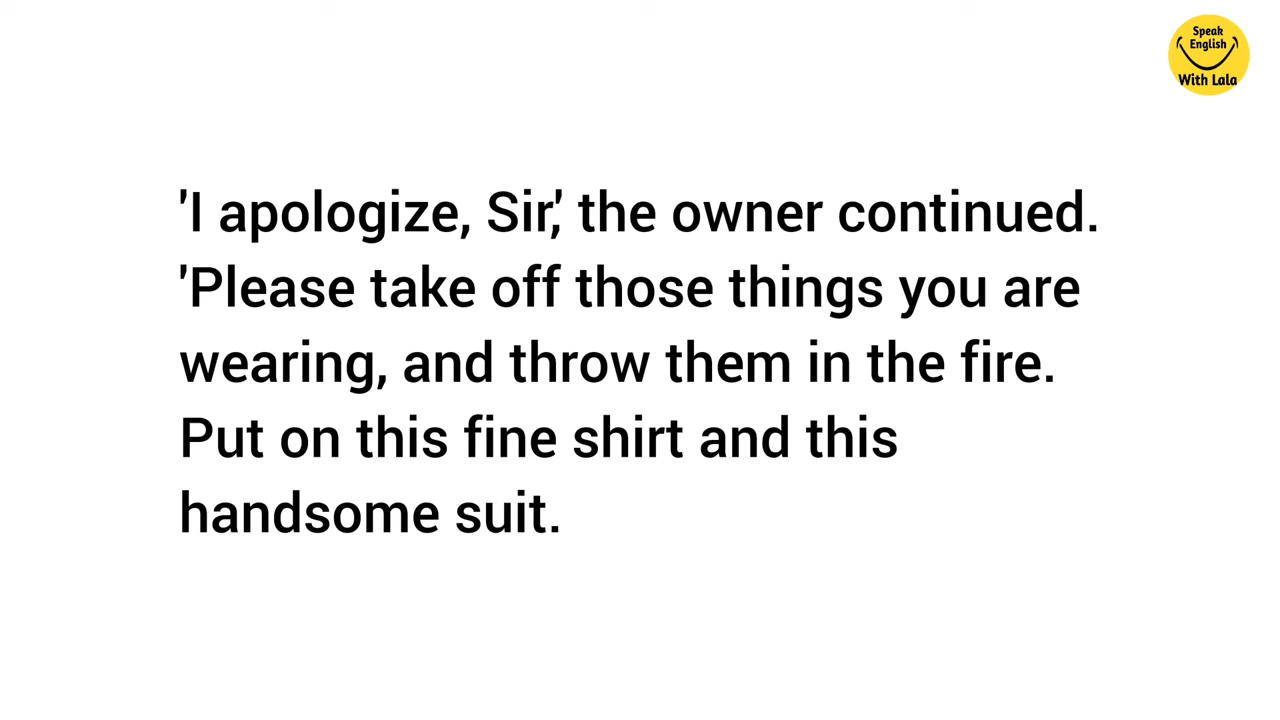 Speak
English
With Lala
'I apologize, Sir,' the owner continued.
'Please take off those things you are
wearing, and throw them in the fire.
Put on this fine shirt and this
handsome suit.